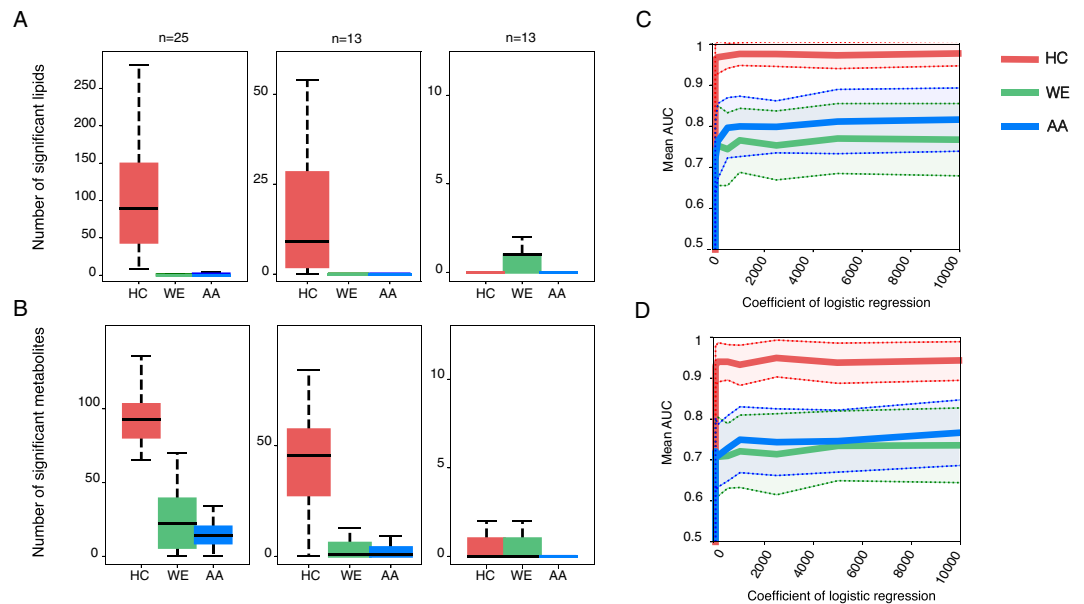 A
n=25
n=13
n=13
Number of significant lipids
250
200
150
100
50
0
50
25
0
10
5
0
HC WE AA
HC WE AA
HC WE AA
B
Number of significant metabolites
100
50
0
50
0
10
5
0
HC WE AA
HC WE AA
HC WE AA
C
Mean AUC
1
0.9
0.8
0.7
0.6
0.5
0 2000 4000 6000 8000 10000
Coefficient of logistic regression
HC
WE
AA
D
Mean AUC
1
0.9
0.8
0.7
0.6
0.5
0 2000 4000 6000 8000 10000
Coefficient of logistic regression